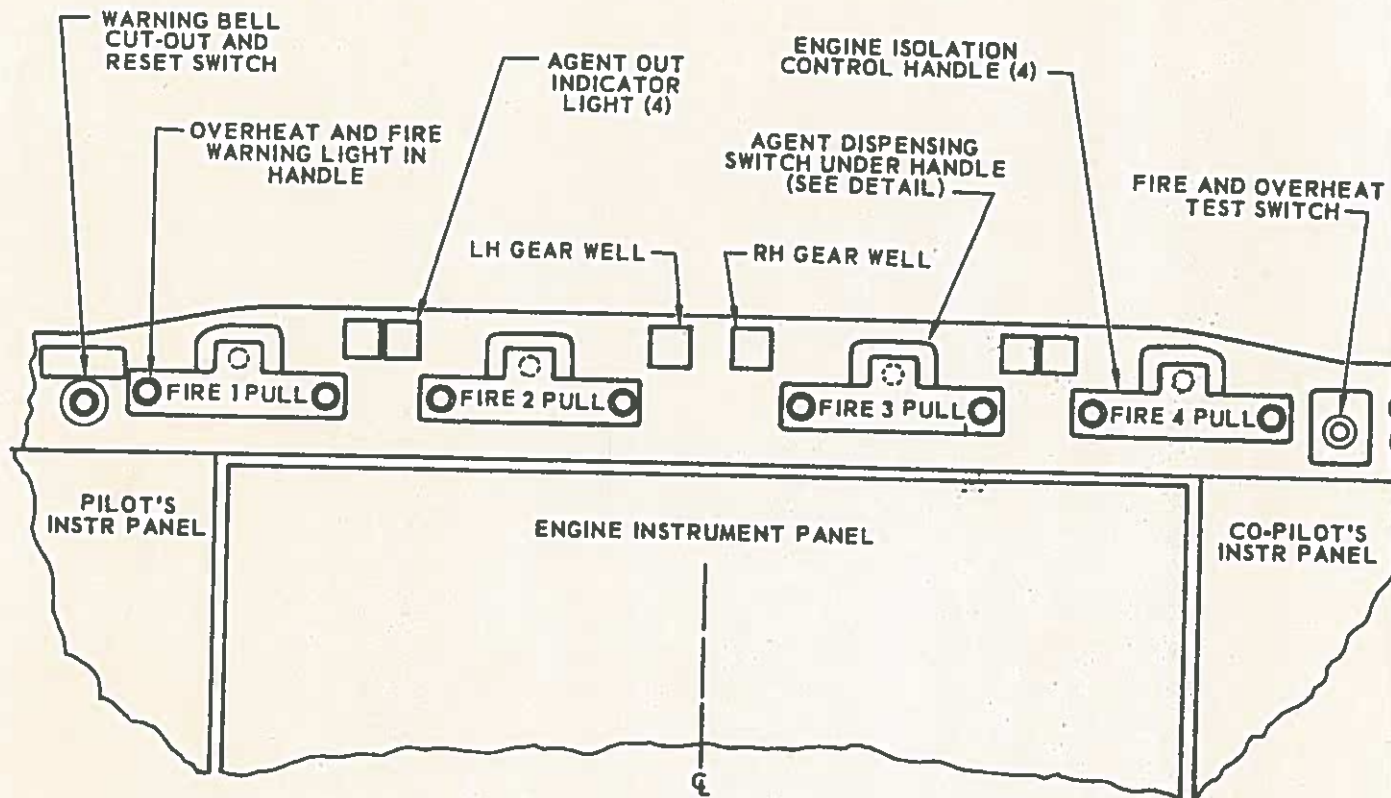 WARNING BELL
CUT-OUT AND
RESET SWITCH
AGENT OUT
INDICATOR
LIGHT (4)
ENGINE ISOLATION
CONTROL HANDLE (4)
OVERHEAT AND FIRE
WARNING LIGHT IN
HANDLE
AGENT DISPENSING
SWITCH UNDER HANDLE
(SEE DETAIL)
FIRE AND OVERHEAT
TEST SWITCH
LH GEAR WELL
RH GEAR WELL
FIRE 1 PULL
FIRE 2 PULL
FIRE 3 PULL
FIRE 4 PULL
PILOT'S
INSTR PANEL
ENGINE INSTRUMENT PANEL
CO-PILOT'S
INSTR PANEL
℄